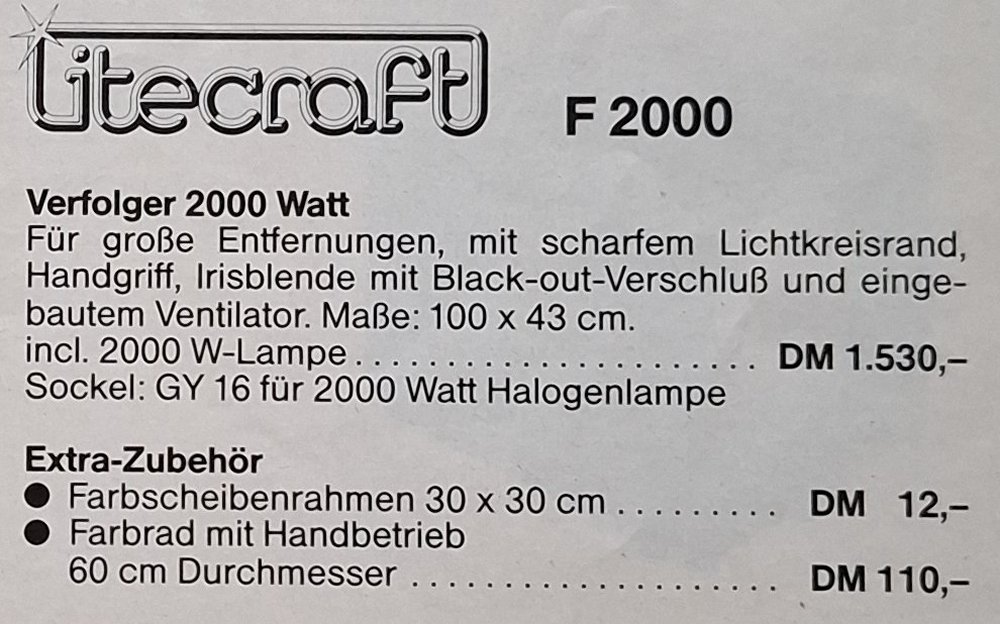 Litecraft
F 2000
Verfolger 2000 Watt
Für große Entfernungen, mit scharfem Lichtkreisrand,
Handgriff, Irisblende mit Black-out-Verschluß und einge-
bautem Ventilator. Maße: 100 x 43 cm.
incl. 2000 W-Lampe . . . . . . . . . . . . . . . . . . . . . . . DM 1.530,–
Sockel: GY 16 für 2000 Watt Halogenlampe
Extra-Zubehör
● Farbscheibenrahmen 30 x 30 cm . . . . . . . . . DM 12,–
● Farbrad mit Handbetrieb
60 cm Durchmesser . . . . . . . . . . . . . . . . . . . . . DM 110,–